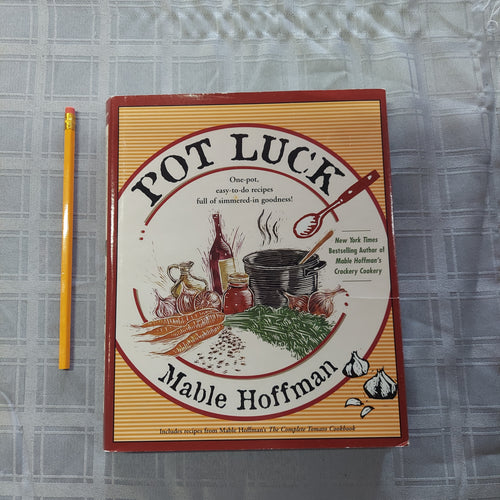 POT LUCK
One-pot,
easy-to-do recipes
full of simmered-in goodness!
New York Times
Bestselling Author of
Mable Hoffman's
Crockery Cookery
Mable Hoffman
Includes recipes from Mable Hoffman's The Complete Tomato Cookbook